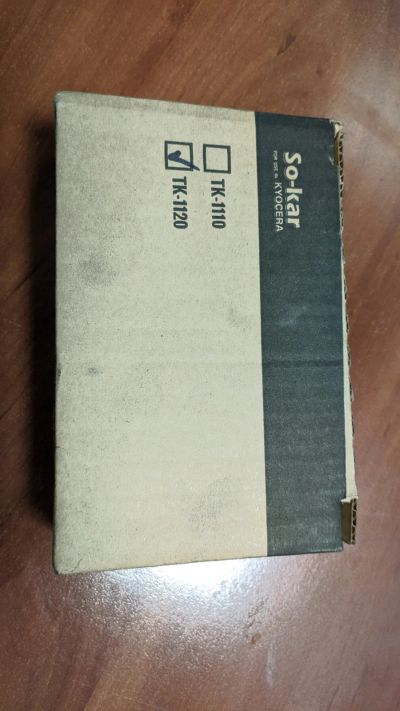 So-kar
FOR USE IN KYOCERA
TK-1110
TK-1120